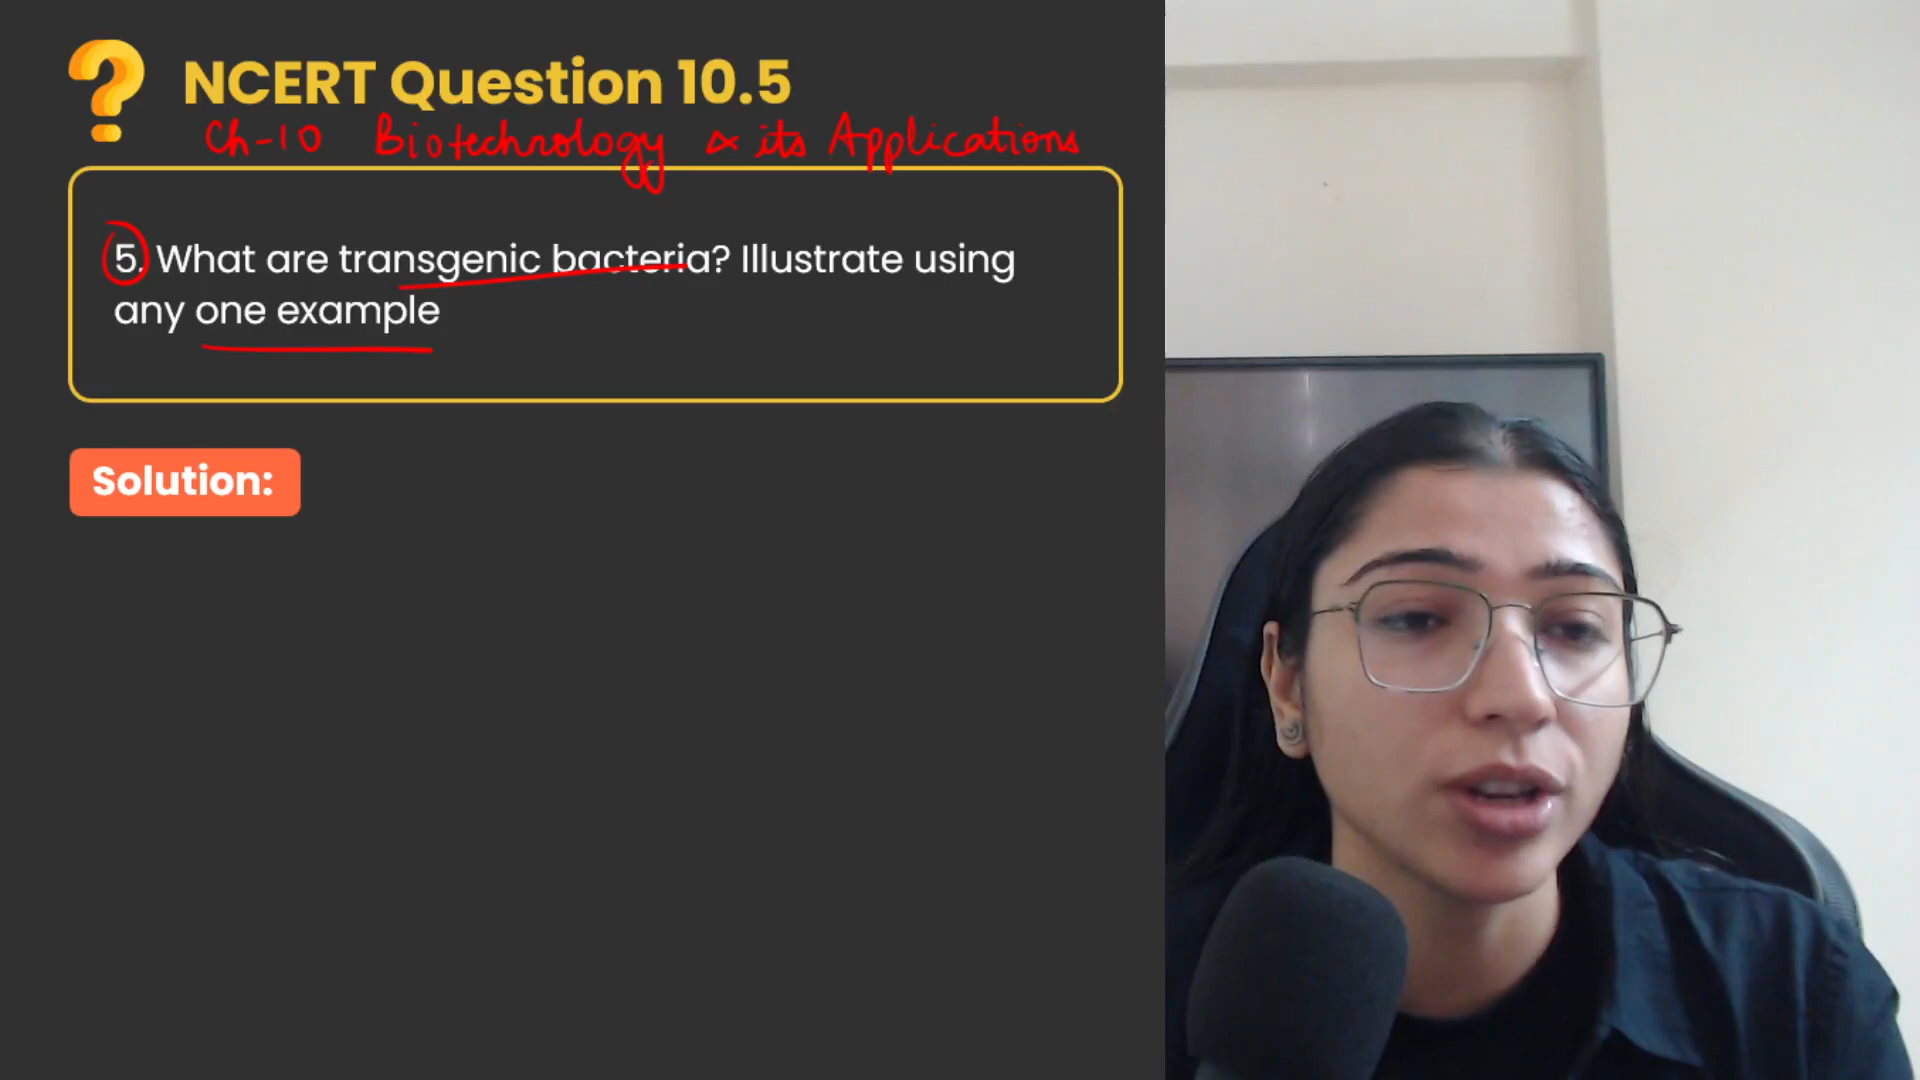 NCERT Question 10.5
Ch-10 Biotechnology & its Applications
5. What are transgenic bacteria? Illustrate using
any one example
Solution: